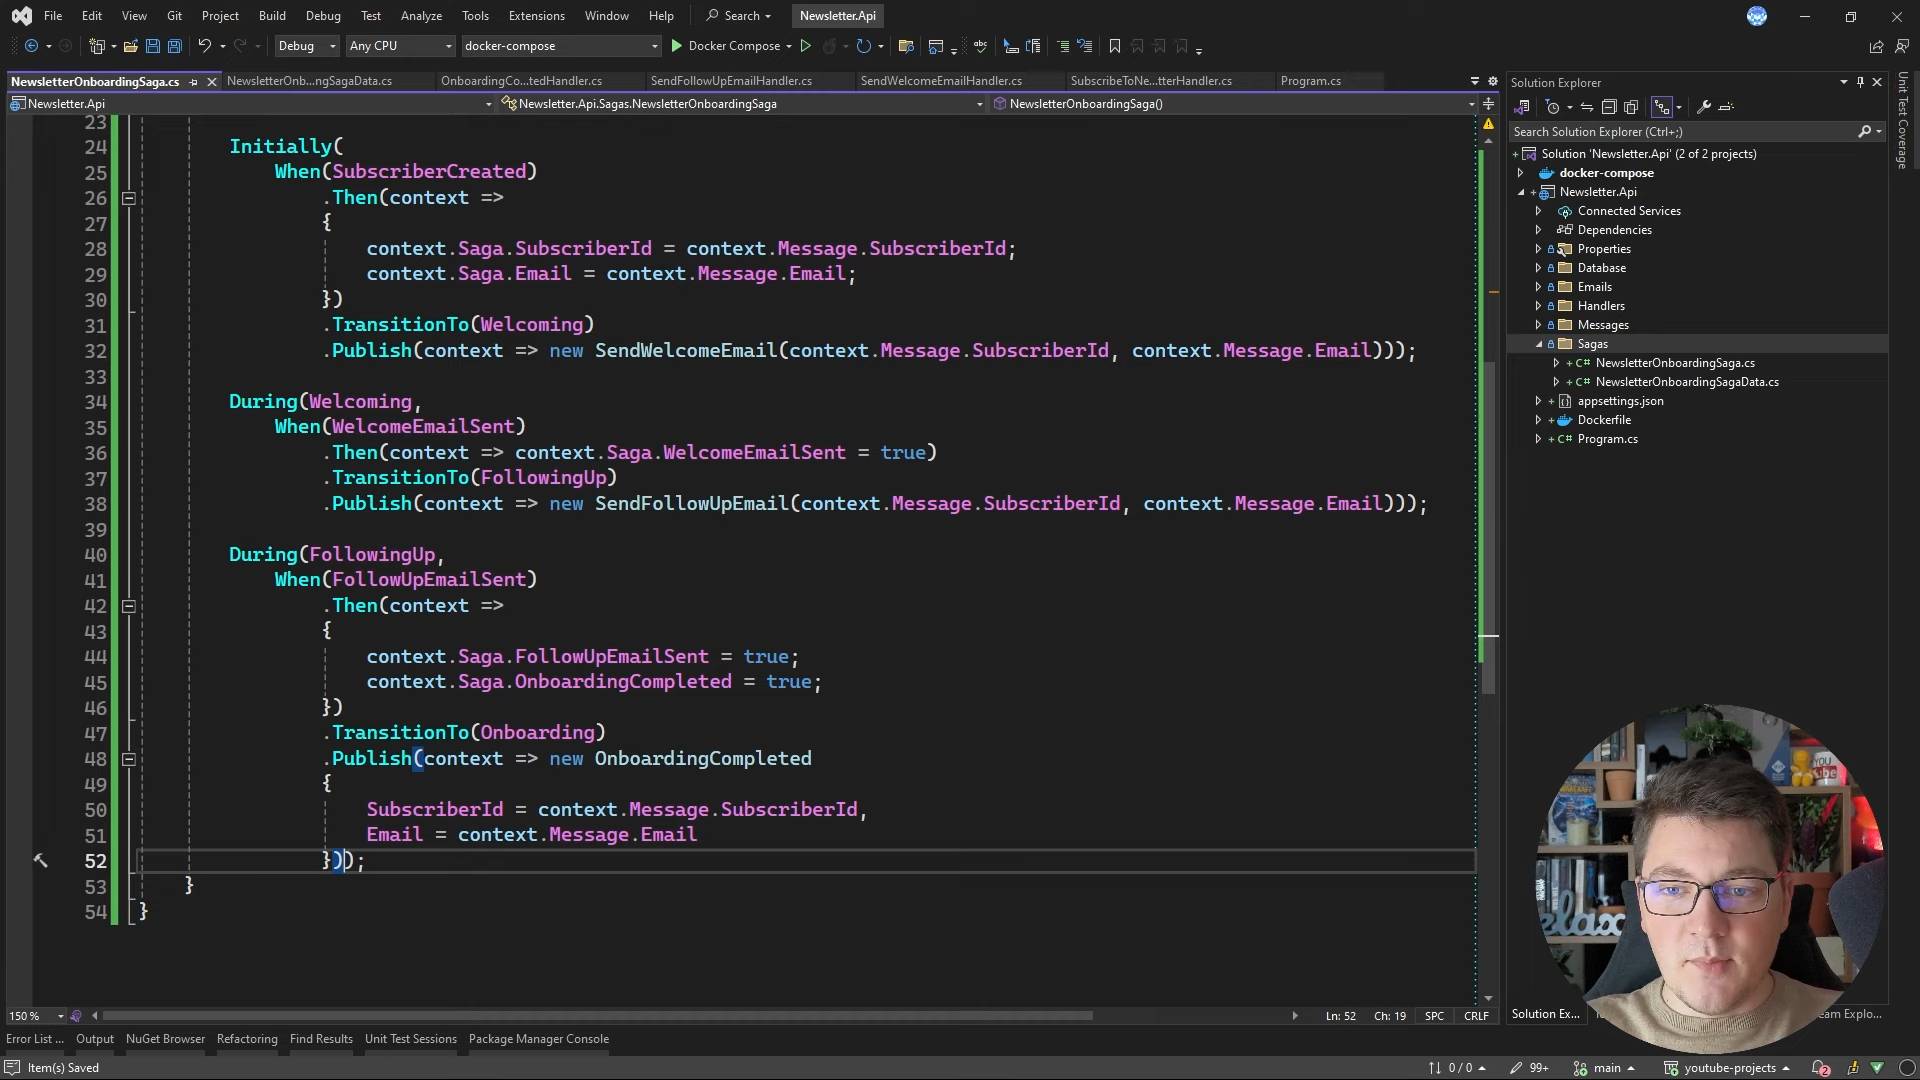 File Edit View Git Project Build Debug Test Analyze Tools Extensions Window Help Search Newsletter.Api
Debug Any CPU docker-compose Docker Compose
NewsletterOnboardingSaga.cs NewsletterOnb...ngSagaData.cs OnboardingCo...tedHandler.cs SendFollowUpEmailHandler.cs SendWelcomeEmailHandler.cs SubscribeToNe...tterHandler.cs Program.cs
Newsletter.Api Newsletter.Api.Sagas.NewsletterOnboardingSaga NewsletterOnboardingSaga()
23
24 Initially(
25 When(SubscriberCreated)
26 .Then(context =>
27 {
28 context.Saga.SubscriberId = context.Message.SubscriberId;
29 context.Saga.Email = context.Message.Email;
30 })
31 .TransitionTo(Welcoming)
32 .Publish(context => new SendWelcomeEmail(context.Message.SubscriberId, context.Message.Email)));
33
34 During(Welcoming,
35 When(WelcomeEmailSent)
36 .Then(context => context.Saga.WelcomeEmailSent = true)
37 .TransitionTo(FollowingUp)
38 .Publish(context => new SendFollowUpEmail(context.Message.SubscriberId, context.Message.Email)));
39
40 During(FollowingUp,
41 When(FollowUpEmailSent)
42 .Then(context =>
43 {
44 context.Saga.FollowUpEmailSent = true;
45 context.Saga.OnboardingCompleted = true;
46 })
47 .TransitionTo(Onboarding)
48 .Publish(context => new OnboardingCompleted
49 {
50 SubscriberId = context.Message.SubscriberId,
51 Email = context.Message.Email
52 }));
53 }
54 }
150 % Ln: 52 Ch: 19 SPC CRLF
Error List ... Output NuGet Browser Refactoring Find Results Unit Test Sessions Package Manager Console
Item(s) Saved 0 / 0 99+ main youtube-projects 2
Solution Explorer
Search Solution Explorer (Ctrl+;)
Solution 'Newsletter.Api' (2 of 2 projects)
docker-compose
Newsletter.Api
Connected Services
Dependencies
Properties
Database
Emails
Handlers
Messages
Sagas
C# NewsletterOnboardingSaga.cs
C# NewsletterOnboardingSagaData.cs
appsettings.json
Dockerfile
C# Program.cs
Solution Ex... eam Explo...
Unit Test Coverage
relax